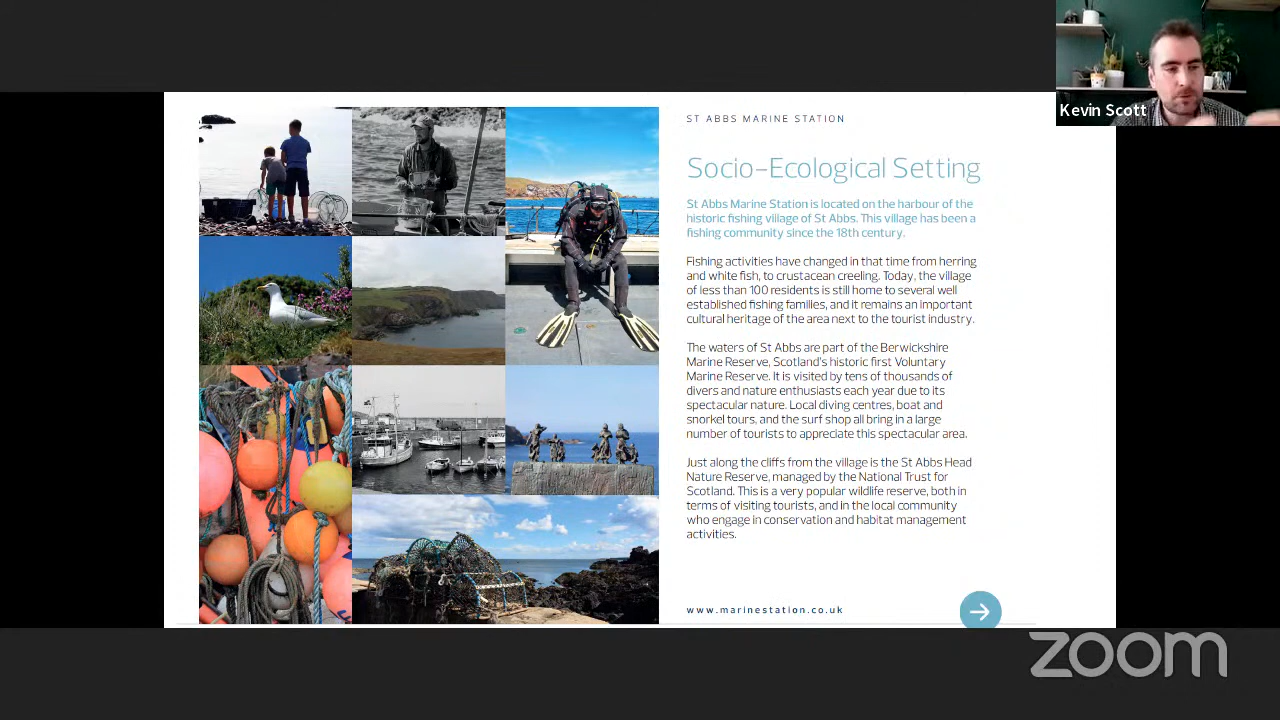 Kevin Scott
ST ABBS MARINE STATION
Socio-Ecological Setting
St Abbs Marine Station is located on the harbour of the
historic fishing village of St Abbs. This village has been a
fishing community since the 18th century.
Fishing activities have changed in that time from herring
and white fish, to crustacean creeling. Today, the village
of less than 100 residents is still home to several well
established fishing families, and it remains an important
cultural heritage of the area next to the tourist industry.
The waters of St Abbs are part of the Berwickshire
Marine Reserve, Scotland's historic first Voluntary
Marine Reserve. It is visited by tens of thousands of
divers and nature enthusiasts each year due to its
spectacular nature. Local diving centres, boat and
snorkel tours, and the surf shop all bring in a large
number of tourists to appreciate this spectacular area.
Just along the cliffs from the village is the St Abbs Head
Nature Reserve, managed by the National Trust for
Scotland. This is a very popular wildlife reserve, both in
terms of visiting tourists, and in the local community
who engage in conservation and habitat management
activities.
www.marinestation.co.uk
zoom